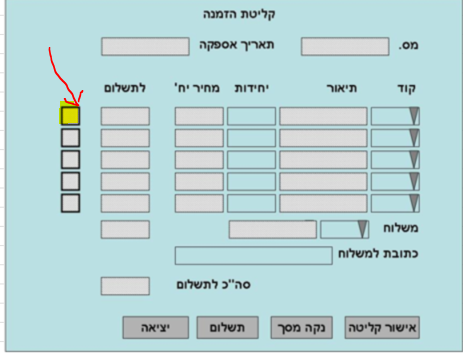 קליטת הזמנה
מס. תאריך אספקה
קוד תיאור יחידות מחיר יח' לתשלום
משלוח
כתובת למשלוח
סה"כ לתשלום
אישור קליטה נקה מסך תשלום יציאה